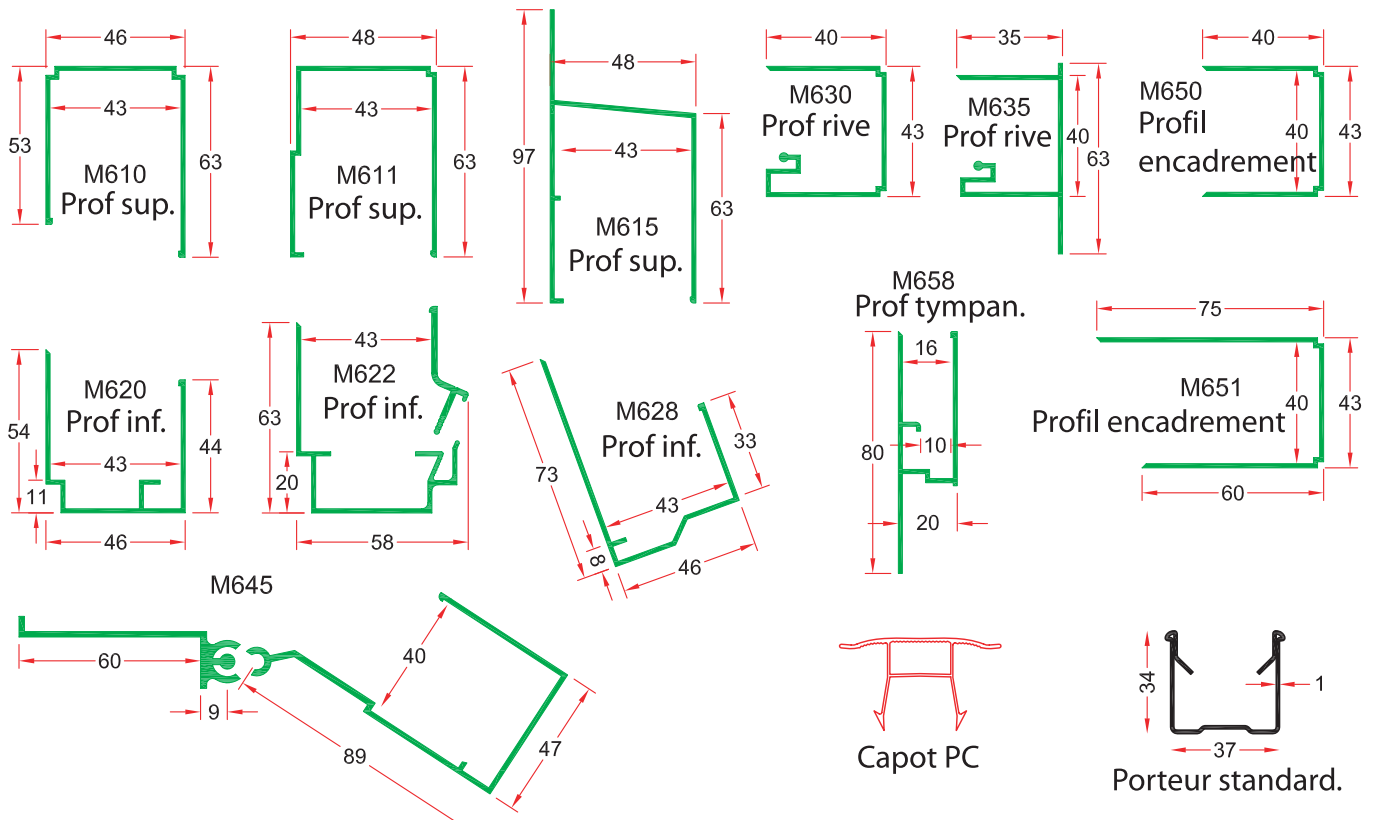 46
43
53
63
M610
Prof sup.
48
43
63
M611
Prof sup.
48
97
43
63
M615
Prof sup.
40
M630
Prof rive
43
35
M635
Prof rive
40
63
40
M650
Profil
encadrement
40
43
54
11
M620
Prof inf.
43
44
46
43
M622
Prof inf.
63
20
58
M628
Prof inf.
73
33
43
8
46
M658
Prof tympan.
16
10
80
20
75
M651
Profil encadrement
40
43
60
M645
60
9
40
89
47
Capot PC
34
1
37
Porteur standard.